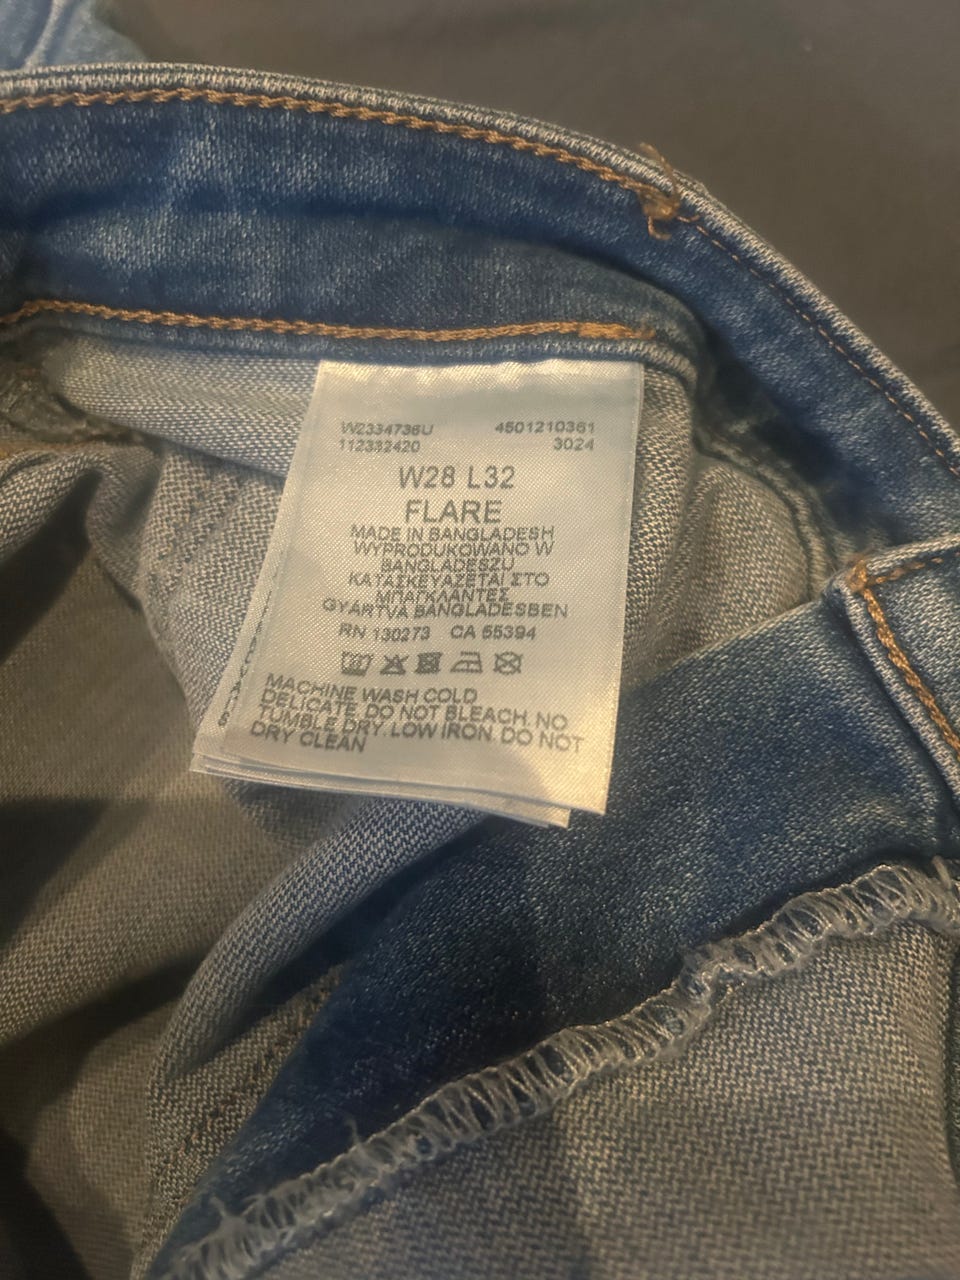 W2334736U 4501210361
112332420 3024
W28 L32
FLARE
MADE IN BANGLADESH
WYPRODUKOWANO W
BANGLADESZU
ΚΑΤΑΣΚΕΥΑΖΕΤΑΙ ΣΤΟ
ΜΠΑΓΚΛΑΝΤΕΣ
GYÁRTVA BANGLADESBEN
RN 130273 CA 55394
MACHINE WASH COLD
DELICATE. DO NOT BLEACH. NO
TUMBLE DRY. LOW IRON. DO NOT
DRY CLEAN